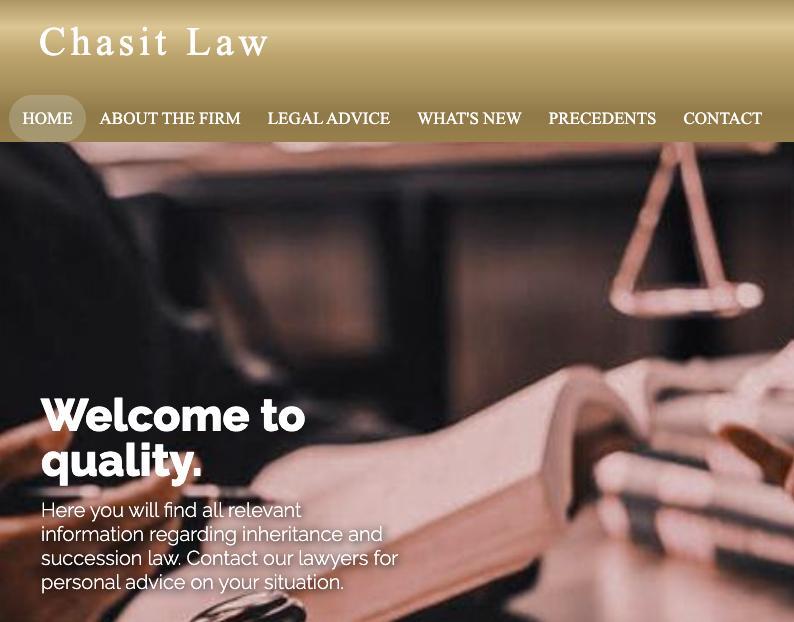 Chasit Law
HOME ABOUT THE FIRM LEGAL ADVICE WHAT'S NEW PRECEDENTS CONTACT
Welcome to
quality.
Here you will find all relevant
information regarding inheritance and
succession law. Contact our lawyers for
personal advice on your situation.